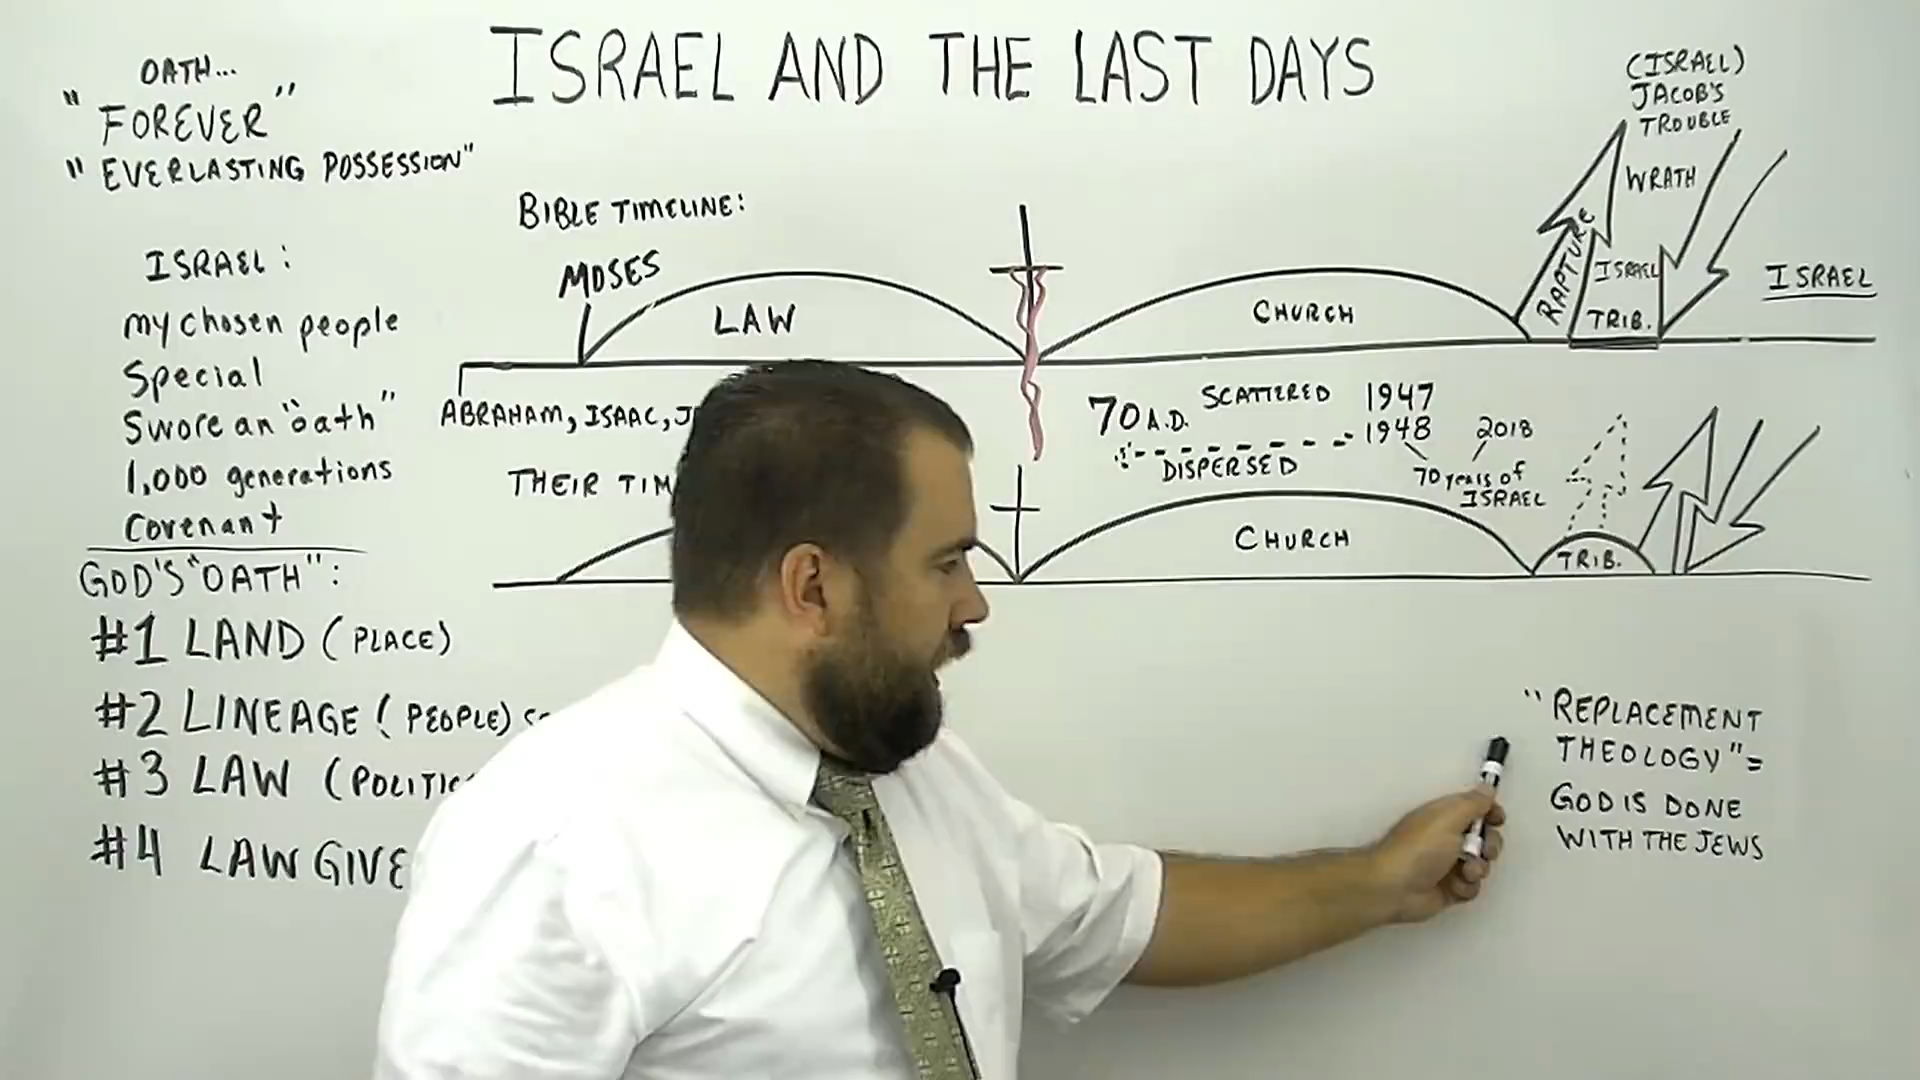 ISRAEL AND THE LAST DAYS
OATH...
"FOREVER"
"EVERLASTING POSSESSION"
ISRAEL:
my chosen people
Special
Swore an "oath"
1,000 generations
Covenant
GOD'S "OATH":
#1 LAND (PLACE)
#2 LINEAGE (PEOPLE)
#3 LAW
#4
BIBLE TIMELINE:
MOSES
LAW
CHURCH
RAPTURE
ISRAEL
TRIB.
(ISRAEL)
JACOB'S
TROUBLE
WRATH
ISRAEL
ABRAHAM, ISAAC,
70 A.D.
SCATTERED
DISPERSED
1947
1948
2018
70 years of
ISRAEL
THEIR
CHURCH
TRIB.
"REPLACEMENT
THEOLOGY" =
GOD IS DONE
WITH THE JEWS